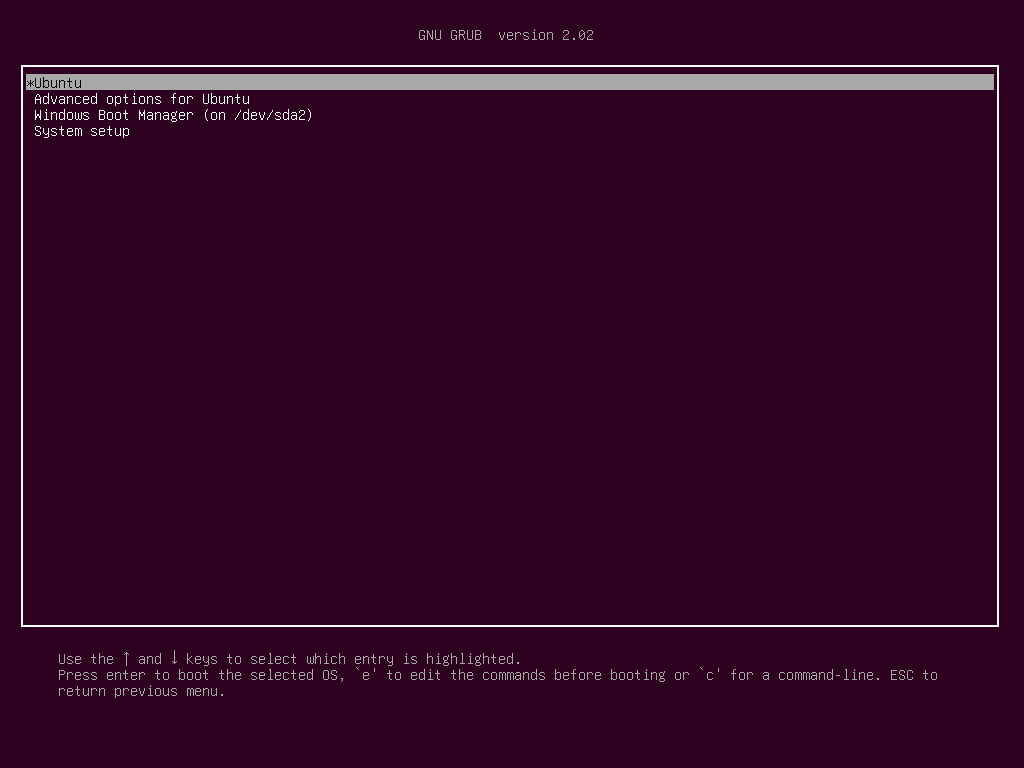 GNU GRUB  version 2.02
*Ubuntu
Advanced options for Ubuntu
Windows Boot Manager (on /dev/sda2)
System setup
Use the ↑ and ↓ keys to select which entry is highlighted.
Press enter to boot the selected OS, `e' to edit the commands before booting or `c' for a command-line. ESC to
return previous menu.